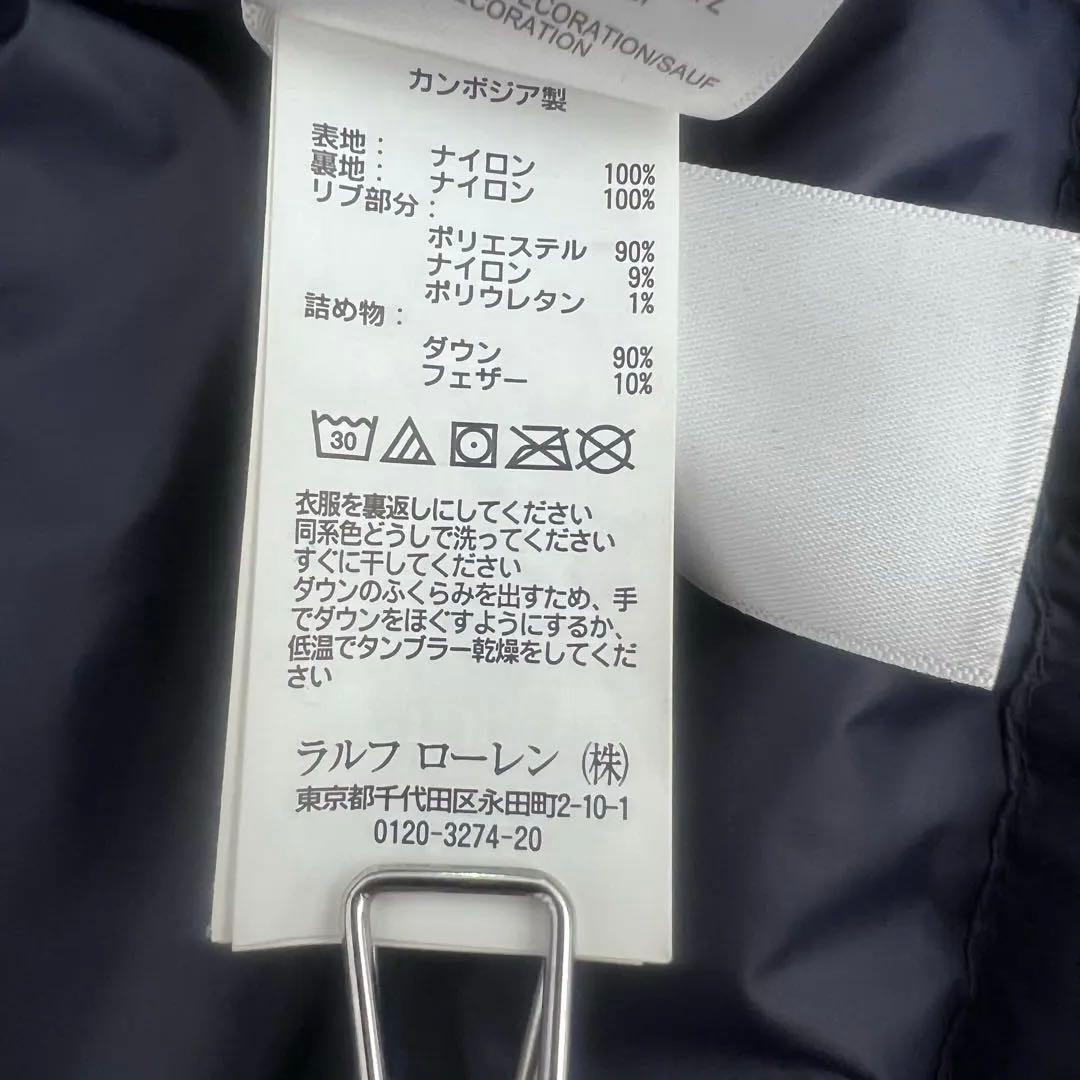 DECORATION/SAUF
DECORATION
カンボジア製
表地: ナイロン 100%
裏地: ナイロン 100%
リブ部分:
ポリエステル 90%
ナイロン 9%
ポリウレタン 1%
詰め物:
ダウン 90%
フェザー 10%
30
衣服を裏返しにしてください
同系色どうしで洗ってください
すぐに干してください
ダウンのふくらみを出すため、手
でダウンをほぐすようにするか、
低温でタンブラー乾燥をしてくだ
さい
ラルフ ローレン (株)
東京都千代田区永田町2-10-1
0120-3274-20